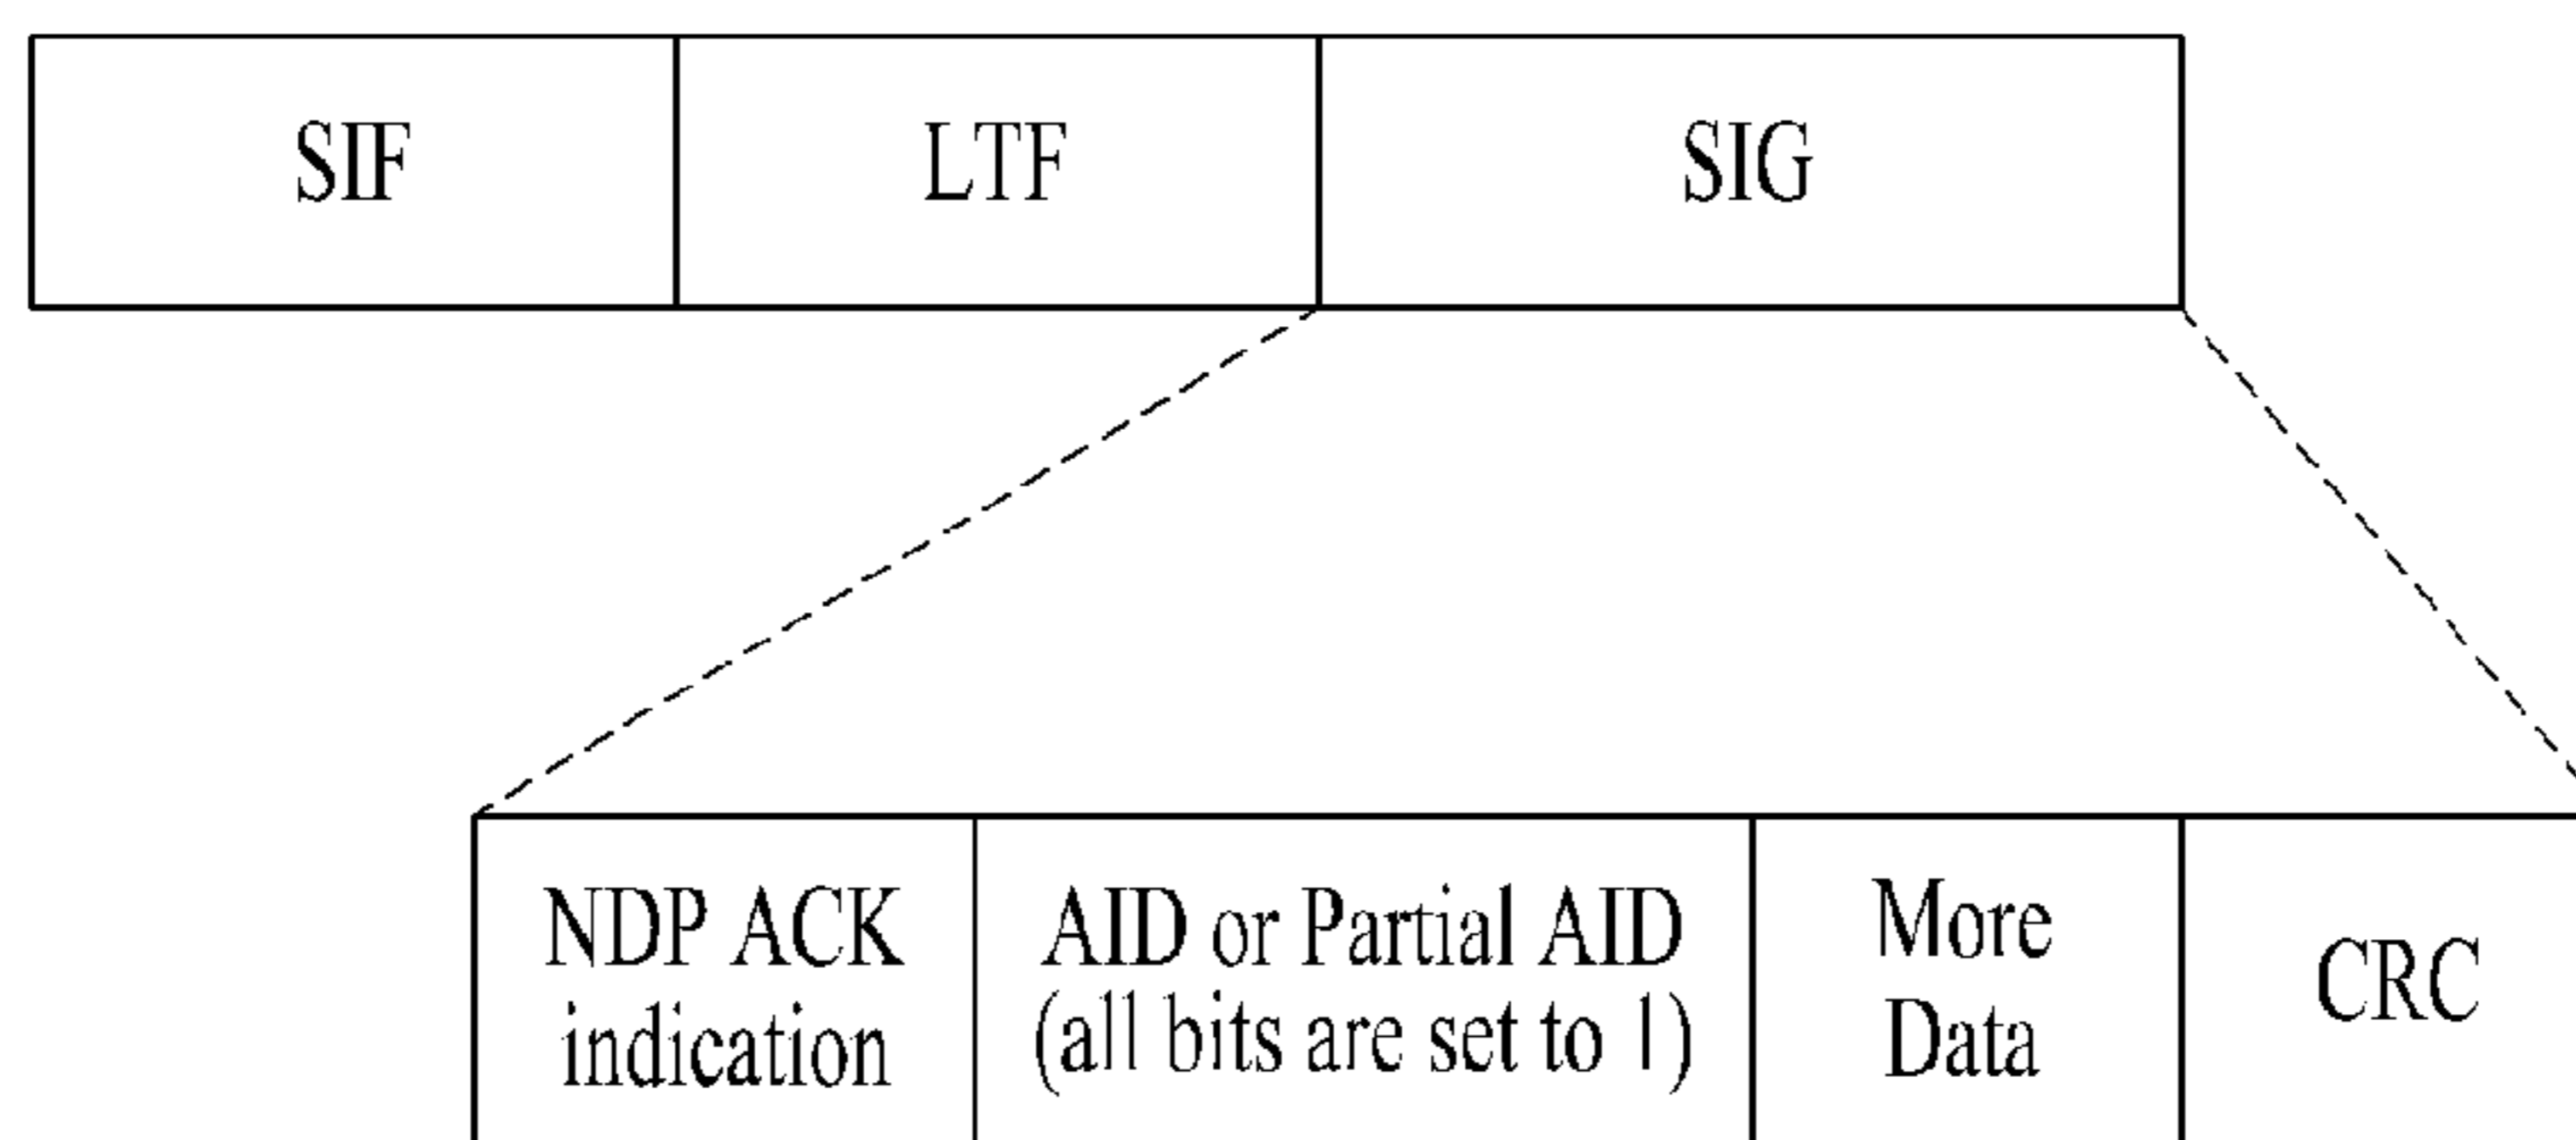 SIF LTF SIG
NDP ACK indication
AID or Partial AID (all bits are set to 1)
More Data
CRC